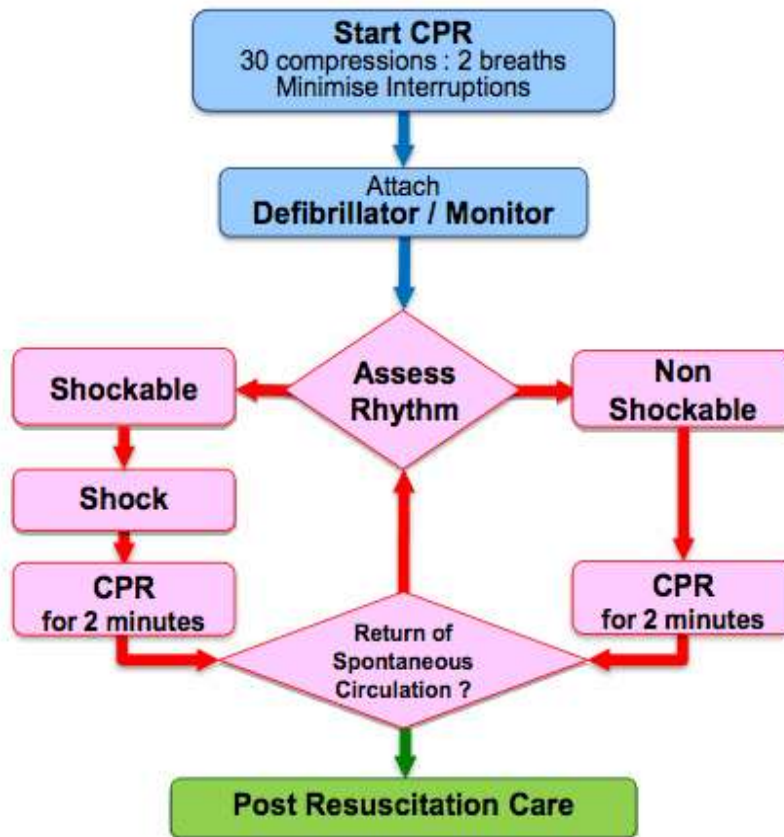 Start CPR
30 compressions : 2 breaths
Minimise Interruptions
Attach
Defibrillator / Monitor
Assess
Rhythm
Shockable
Non
Shockable
Shock
CPR
for 2 minutes
CPR
for 2 minutes
Return of
Spontaneous
Circulation ?
Post Resuscitation Care